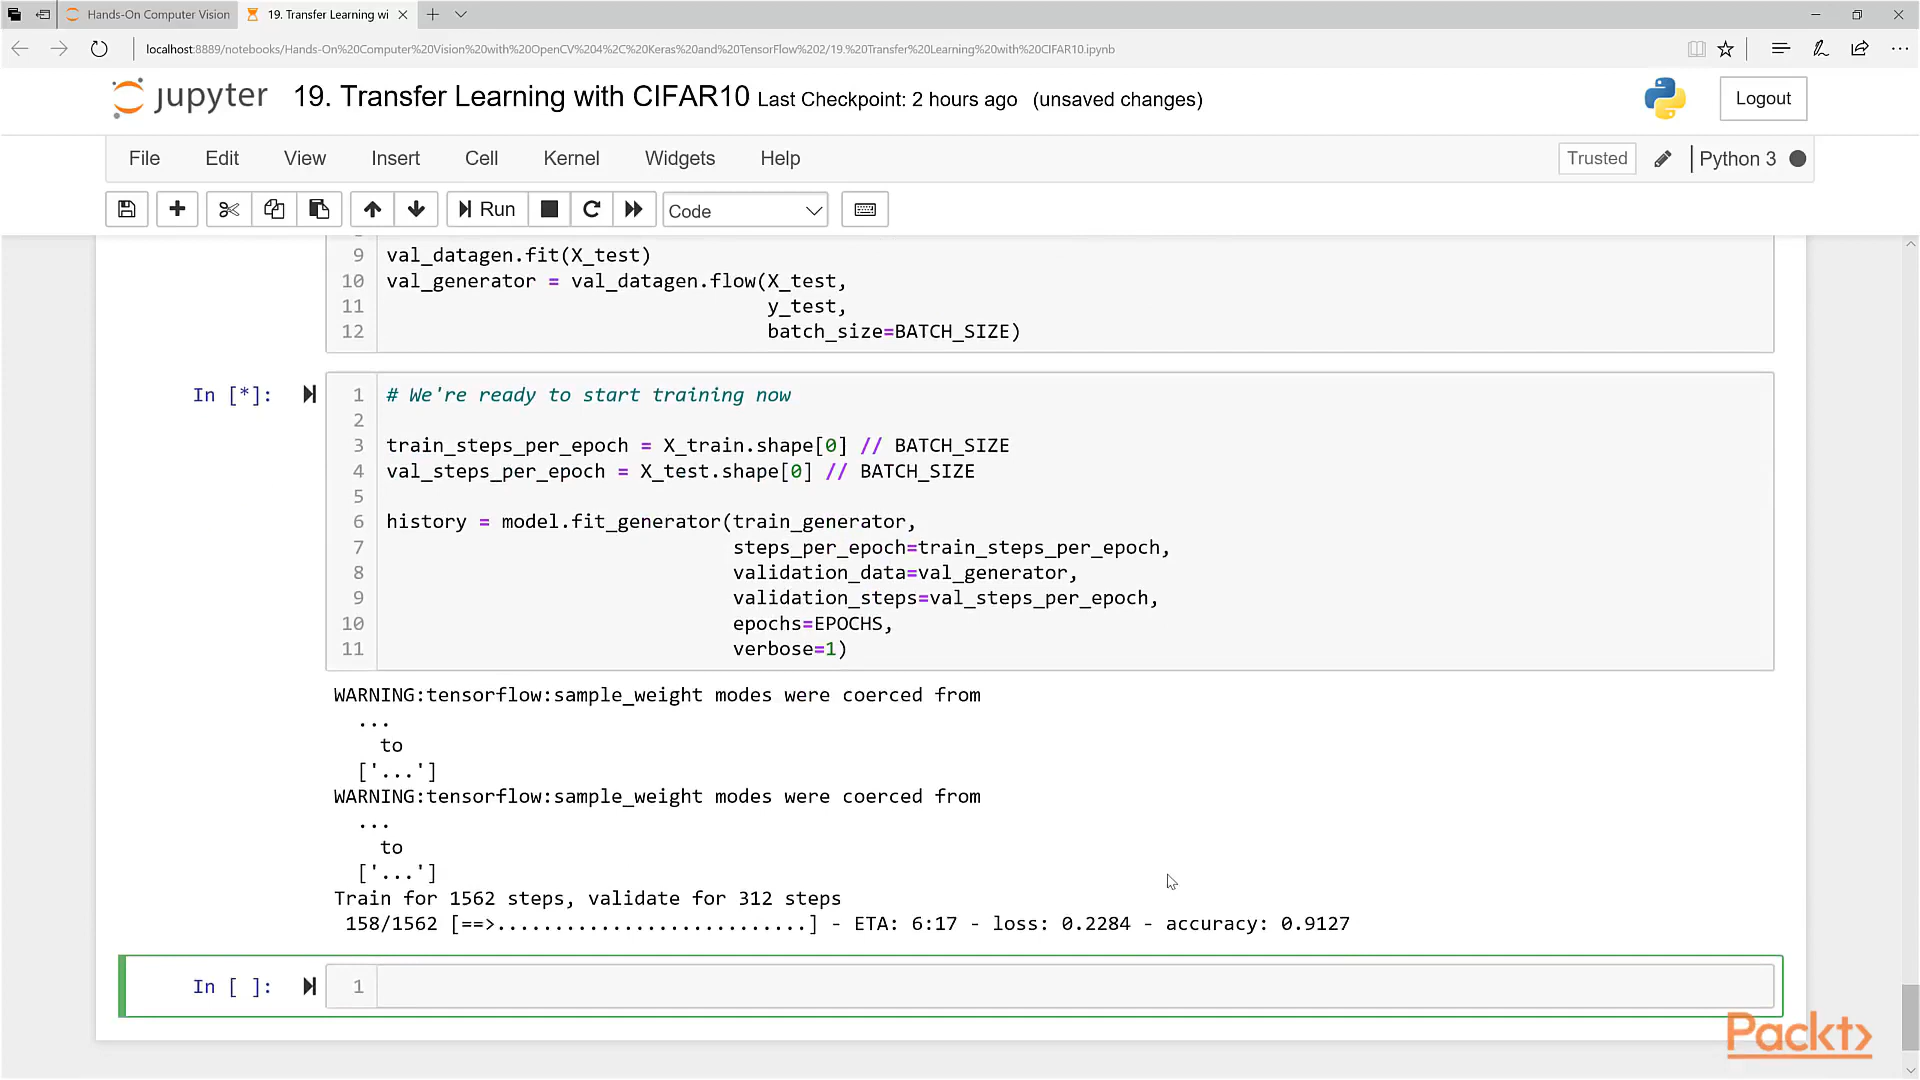 Hands-On Computer Vision
19. Transfer Learning wi
localhost:8889/notebooks/Hands-On%20Computer%20Vision%20with%20OpenCV%204%2C%20Keras%20and%20TensorFlow%202/19.%20Transfer%20Learning%20with%20CIFAR10.ipynb
jupyter 19. Transfer Learning with CIFAR10 Last Checkpoint: 2 hours ago (unsaved changes)
Logout
File Edit View Insert Cell Kernel Widgets Help
Trusted Python 3
Run Code
9 val_datagen.fit(X_test)
10 val_generator = val_datagen.flow(X_test,
11 y_test,
12 batch_size=BATCH_SIZE)
In [*]:
1 # We're ready to start training now
2
3 train_steps_per_epoch = X_train.shape[0] // BATCH_SIZE
4 val_steps_per_epoch = X_test.shape[0] // BATCH_SIZE
5
6 history = model.fit_generator(train_generator,
7 steps_per_epoch=train_steps_per_epoch,
8 validation_data=val_generator,
9 validation_steps=val_steps_per_epoch,
10 epochs=EPOCHS,
11 verbose=1)
WARNING:tensorflow:sample_weight modes were coerced from
...
to
['...']
WARNING:tensorflow:sample_weight modes were coerced from
...
to
['...']
Train for 1562 steps, validate for 312 steps
158/1562 [==>...........................] - ETA: 6:17 - loss: 0.2284 - accuracy: 0.9127
In [ ]: 1
Packt>